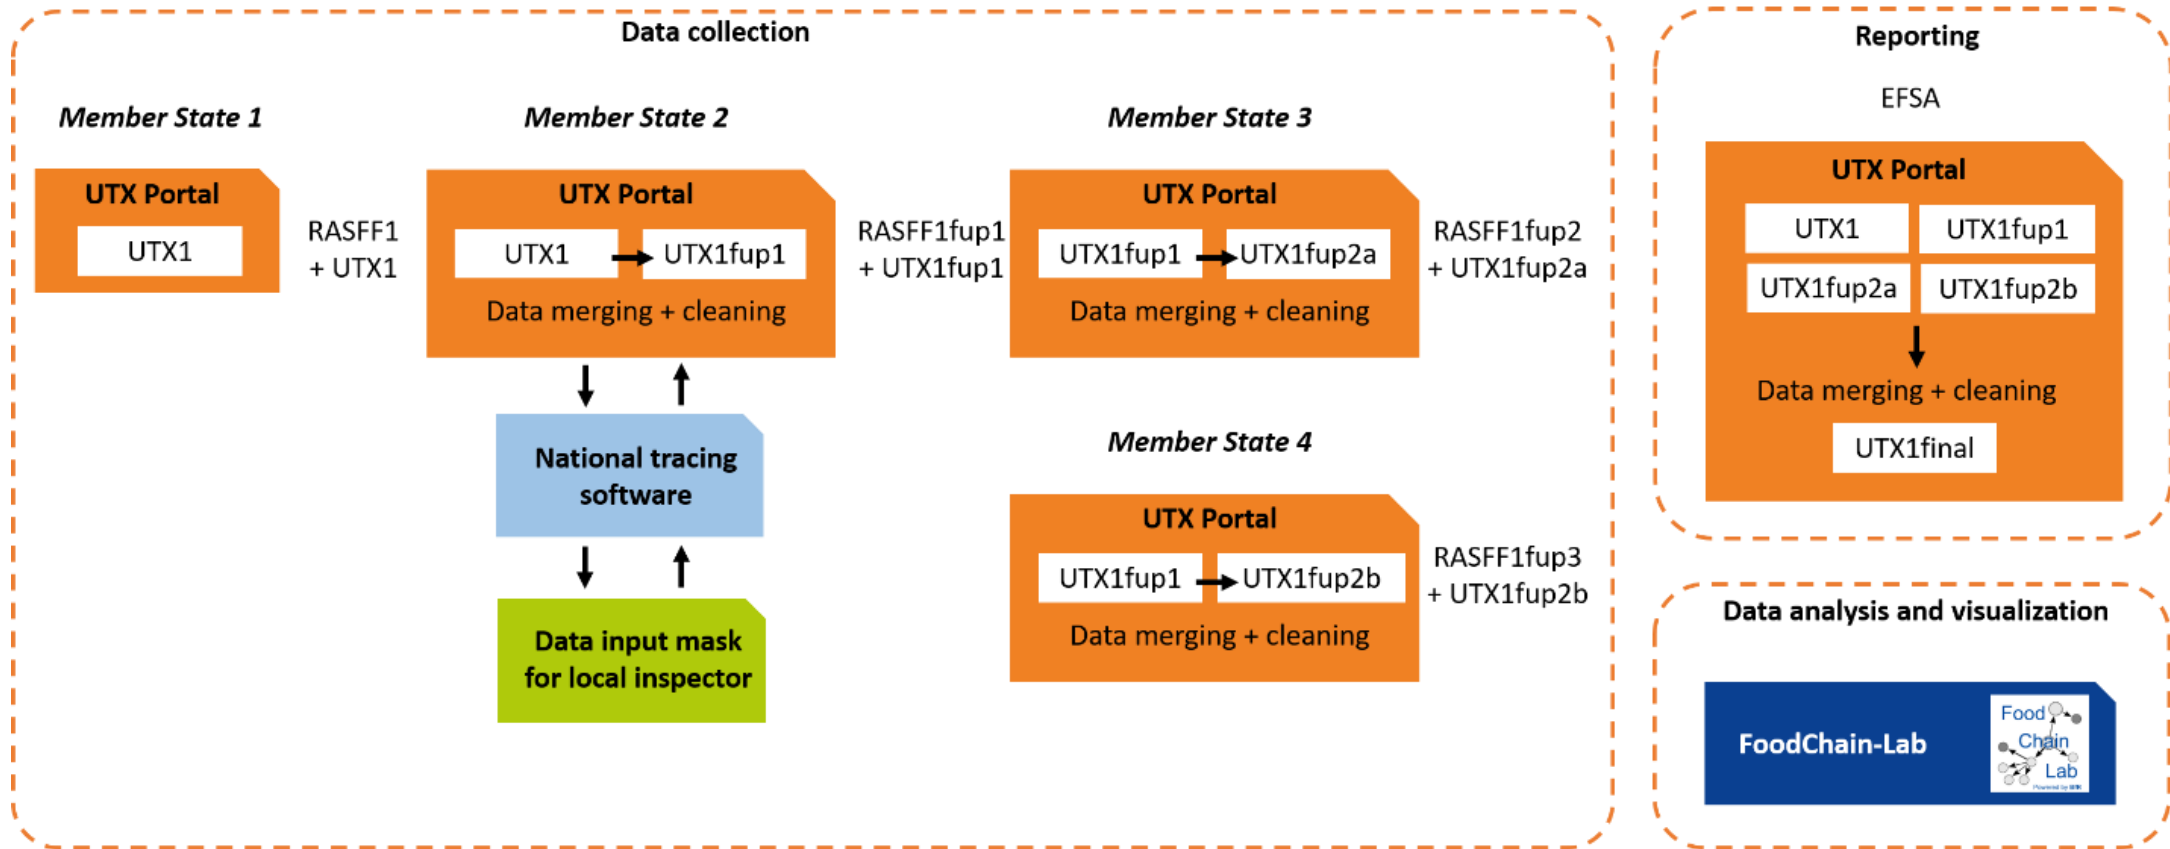 Data collection
Member State 1
UTX Portal
UTX1
RASFF1
+ UTX1
Member State 2
UTX Portal
UTX1
UTX1fup1
Data merging + cleaning
National tracing
software
Data input mask
for local inspector
RASFF1fup1
+ UTX1fup1
Member State 3
UTX Portal
UTX1fup1
UTX1fup2a
Data merging + cleaning
RASFF1fup2
+ UTX1fup2a
Member State 4
UTX Portal
UTX1fup1
UTX1fup2b
Data merging + cleaning
RASFF1fup3
+ UTX1fup2b
Reporting
EFSA
UTX Portal
UTX1
UTX1fup1
UTX1fup2a
UTX1fup2b
Data merging + cleaning
UTX1final
Data analysis and visualization
FoodChain-Lab
Food
Chain
Lab
Powered by BfR